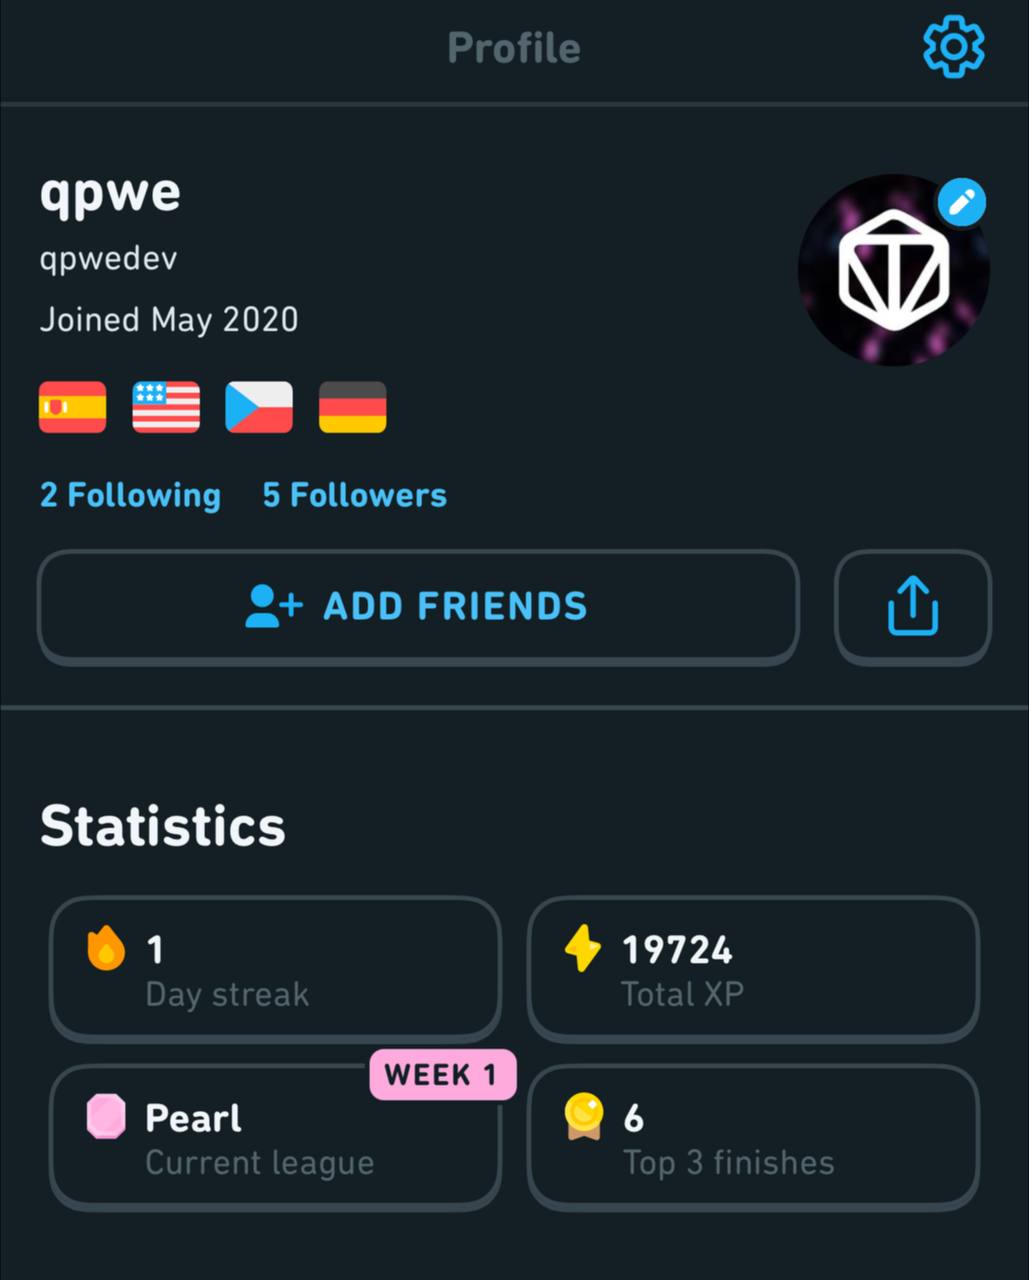 Profile
qpwe
qpwedev
Joined May 2020
2 Following 5 Followers
ADD FRIENDS
Statistics
1
Day streak
19724
Total XP
WEEK 1
Pearl
Current league
6
Top 3 finishes